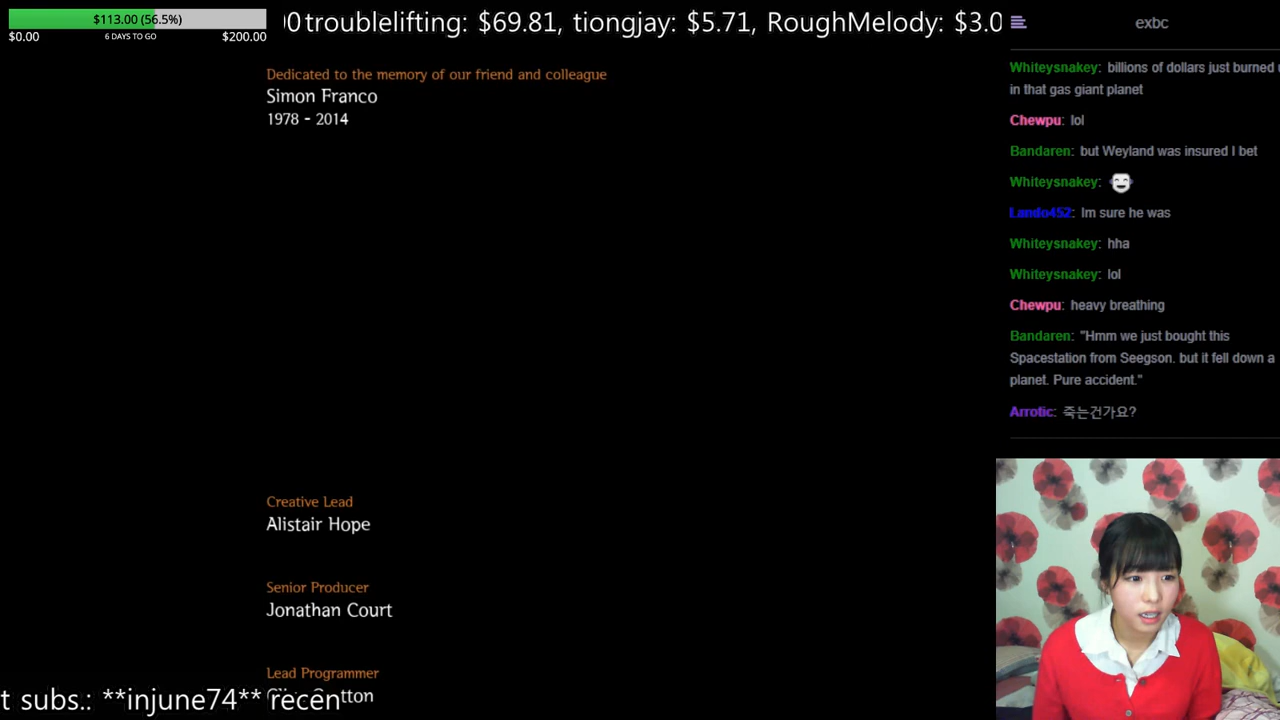 $113.00 (56.5%)
$0.00
6 DAYS TO GO
$200.00
troublelifting: $69.81, tiongjay: $5.71, RoughMelody: $3.0
Dedicated to the memory of our friend and colleague
Simon Franco
1978 - 2014
Creative Lead
Alistair Hope
Senior Producer
Jonathan Court
Lead Programmer
t subs.: **injune74** recen
exbc
Whiteysnakey: billions of dollars just burned
in that gas giant planet
Chewpu: lol
Bandaren: but Weyland was insured I bet
Whiteysnakey:
Lando452: Im sure he was
Whiteysnakey: hha
Whiteysnakey: lol
Chewpu: heavy breathing
Bandaren: "Hmm we just bought this
Spacestation from Seegson. but it fell down a
planet. Pure accident."
Arrotic: 죽는건가요?